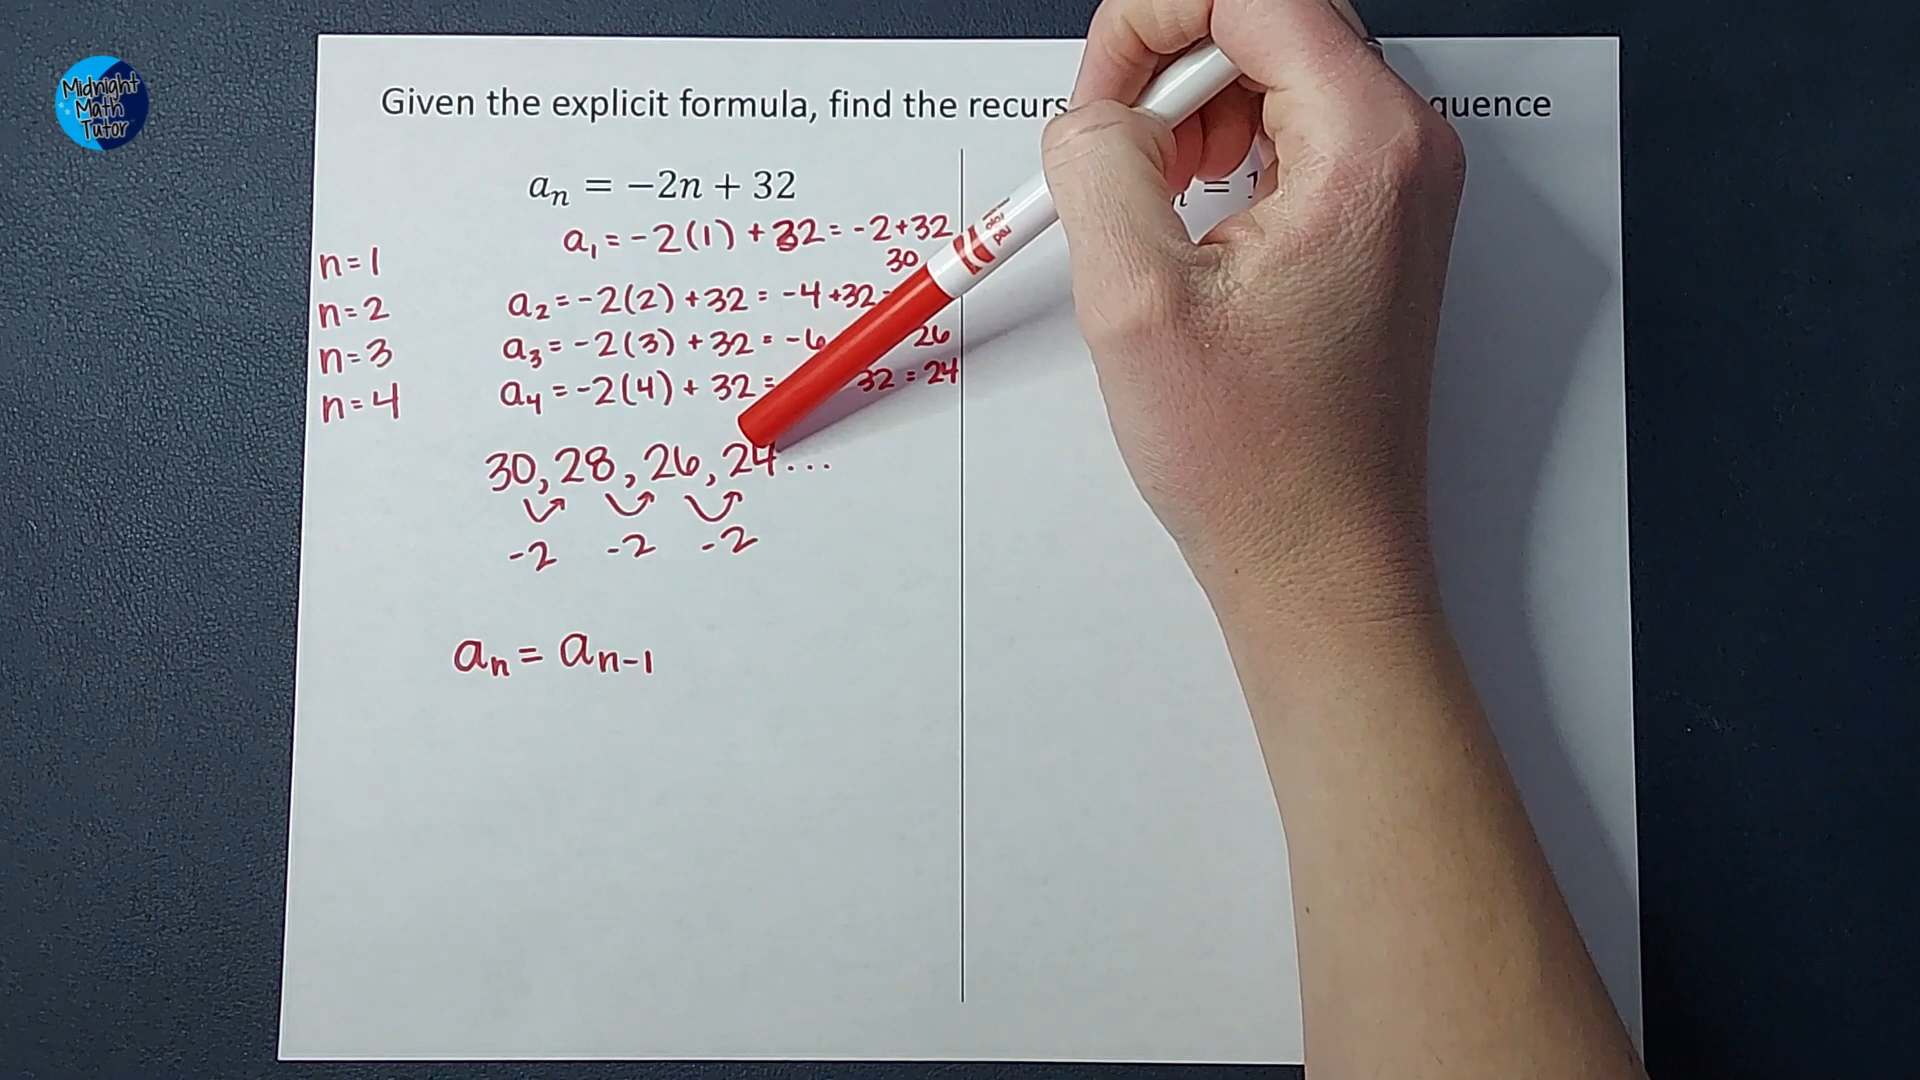 Midnight
Math
Tutor
Given the explicit formula, find the recurs quence
aₙ = −2n + 32
a₁ = -2(1) + 32 = -2+32
30
n=1
a₂ = -2(2) + 32 = -4+32=
n=2
a₃ = -2(3) + 32 = -6 26
n=3
a₄ = -2(4) + 32 = 32 = 24
n=4
30, 28, 26, 24...
-2 -2 -2
aₙ = aₙ₋₁
ₙ = 1